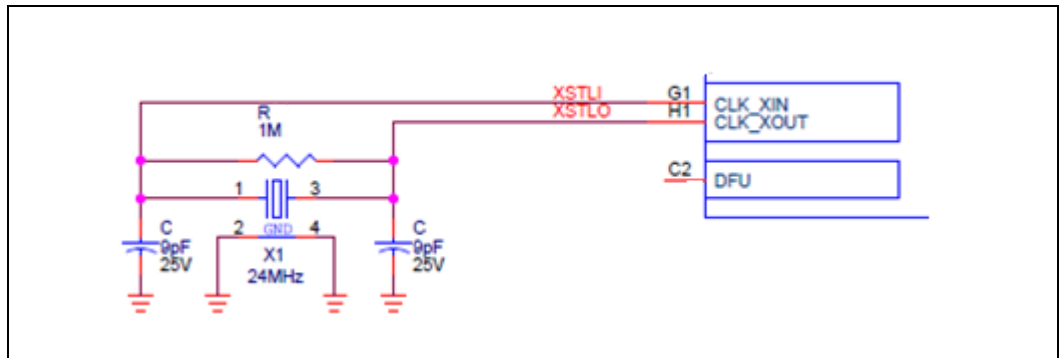 XSTLI G1 CLK_XIN
XSTLO H1 CLK_XOUT
R
1M
C2 DFU
1 3
2 GND 4
C
9pF
25V
X1
24MHz
C
9pF
25V